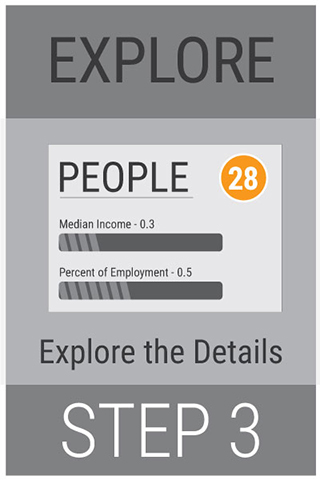 EXPLORE
PEOPLE 28
Median Income - 0.3
Percent of Employment - 0.5
Explore the Details
STEP 3